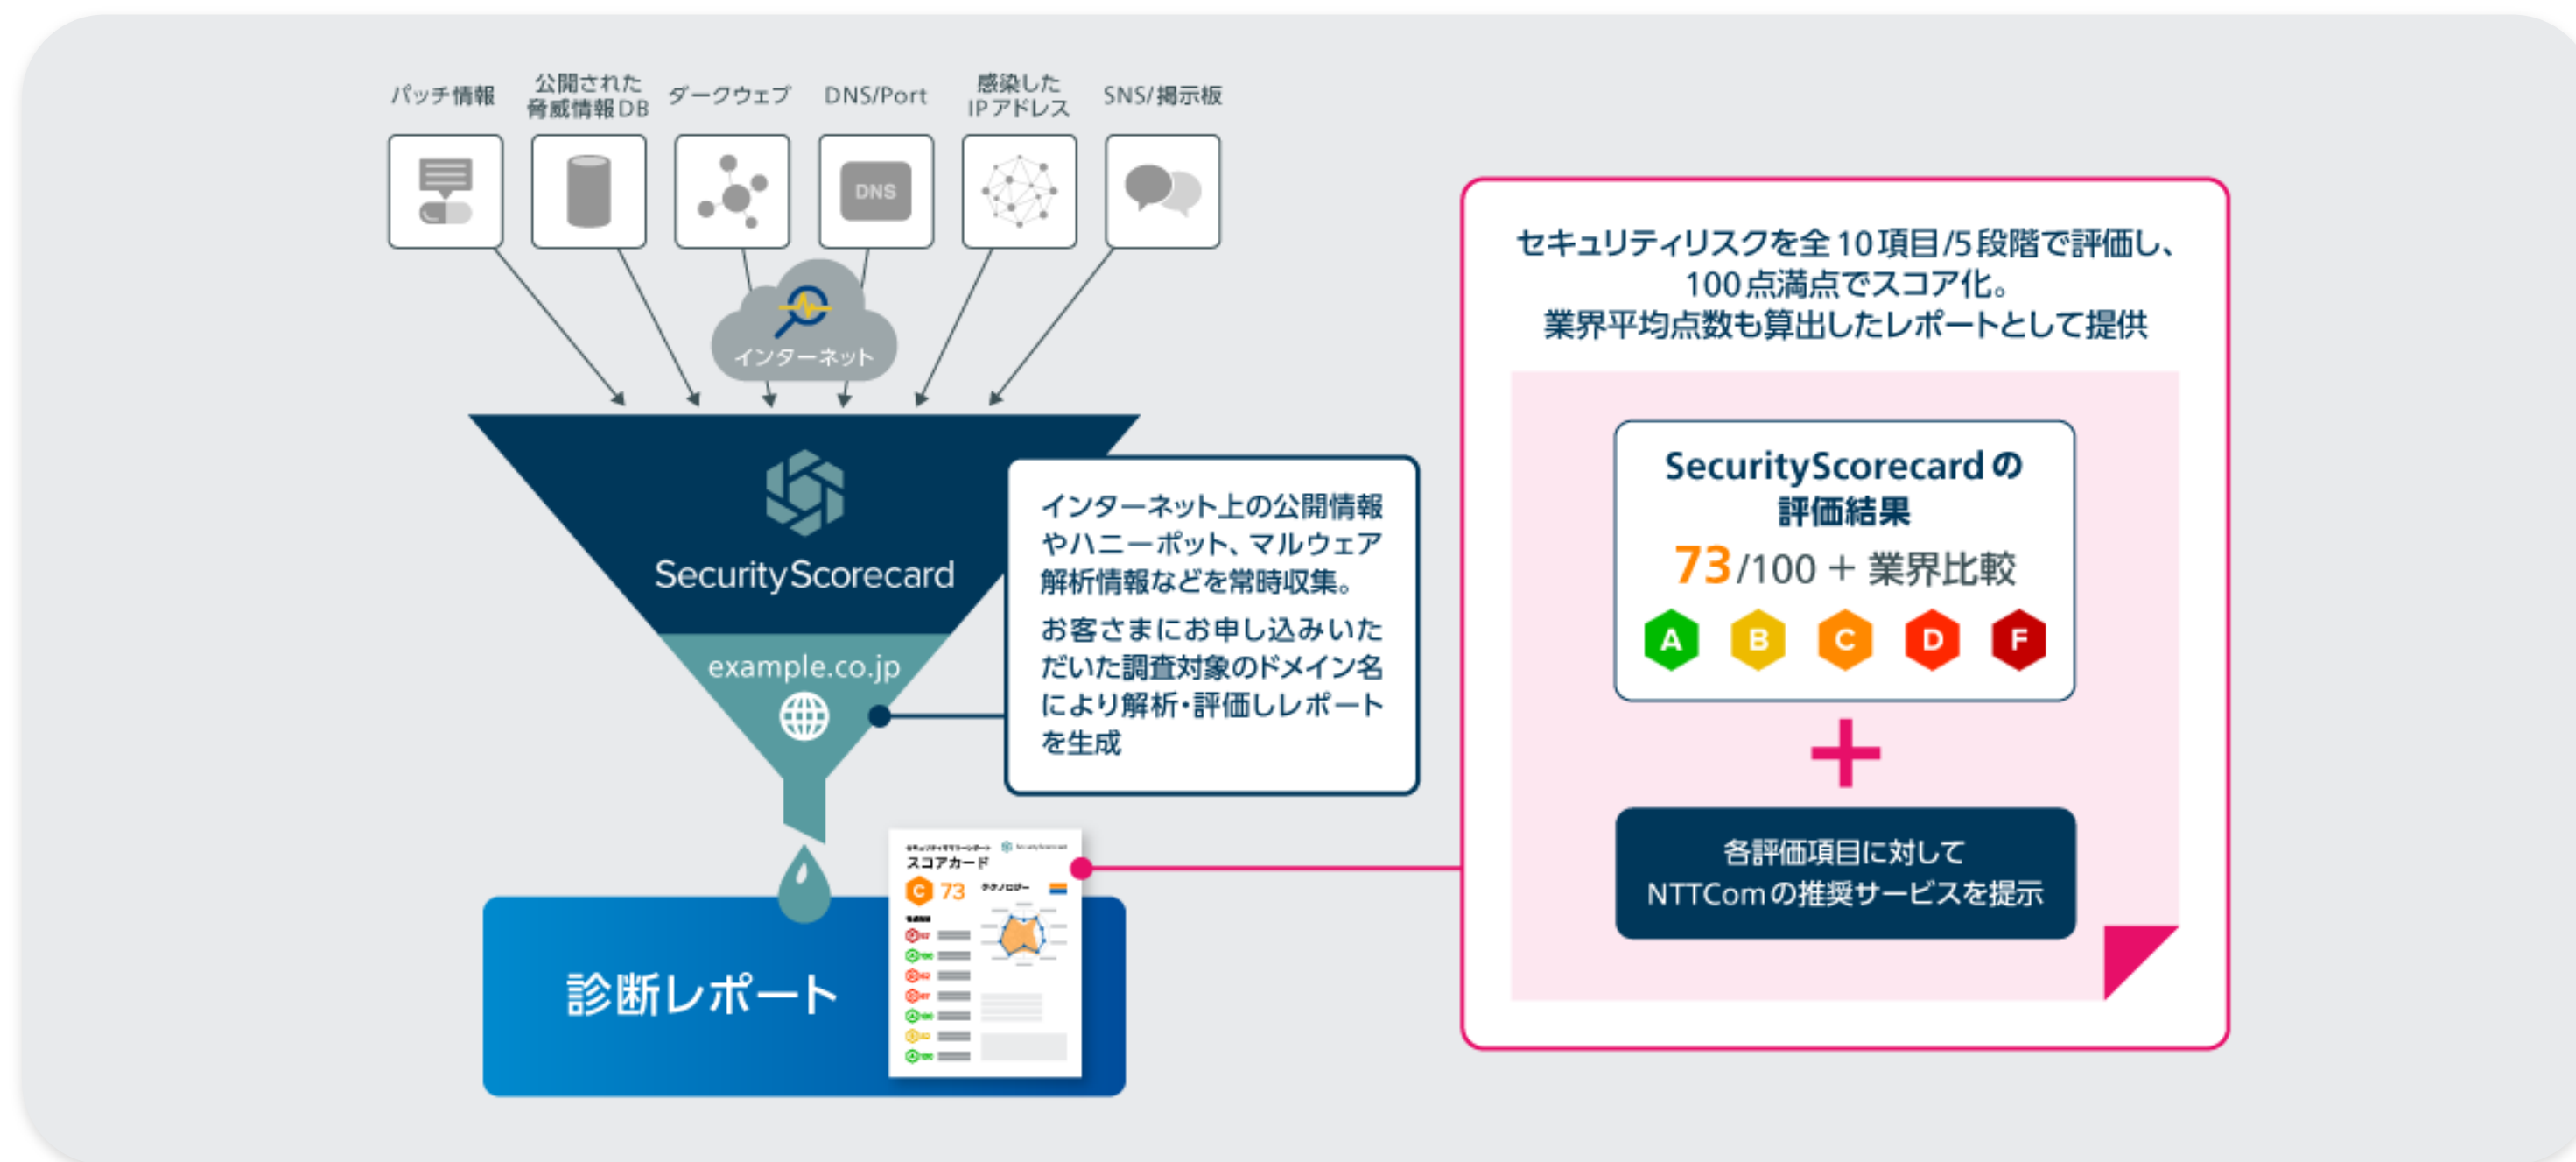 パッチ情報
公開された
脅威情報DB
ダークウェブ
DNS/Port
感染した
IPアドレス
SNS/掲示板
DNS
インターネット
SecurityScorecard
example.co.jp
インターネット上の公開情報
やハニーポット、マルウェア
解析情報などを常時収集。
お客さまにお申し込みいた
だいた調査対象のドメイン名
により解析・評価しレポート
を生成
診断レポート
スコアカード
C 73
テクノロジー
セキュリティリスクを全10項目/5段階で評価し、
100点満点でスコア化。
業界平均点数も算出したレポートとして提供
SecurityScorecardの
評価結果
73/100 + 業界比較
A B C D F
+
各評価項目に対して
NTTComの推奨サービスを提示